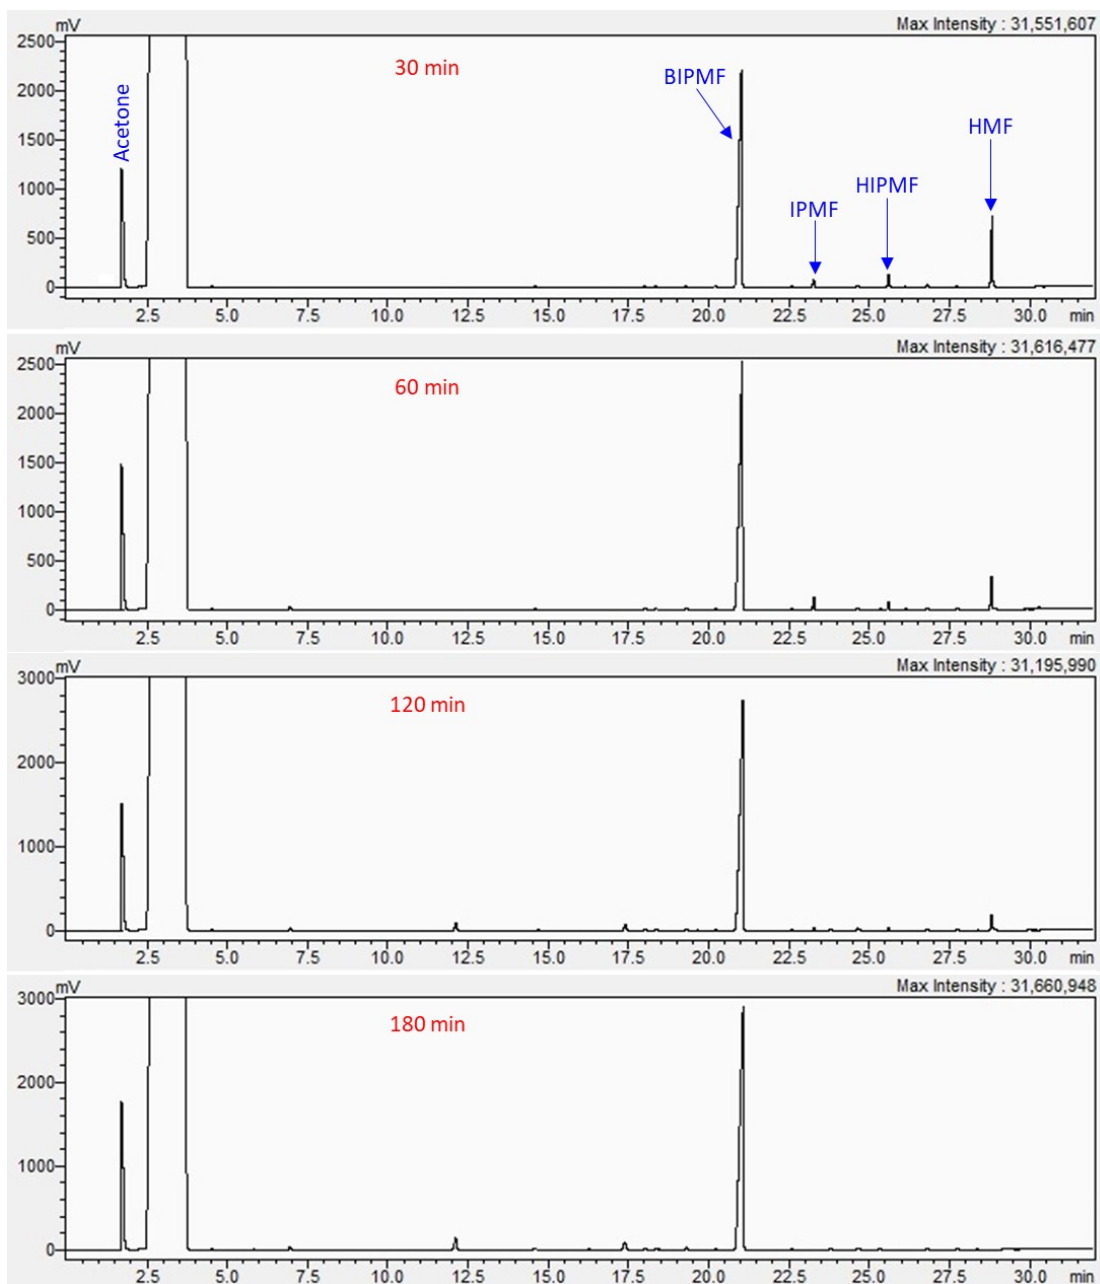 mV Max Intensity : 31,551,607
2500
30 min
BIPMF
2000
Acetone
1500
HMF
HIPMF
1000
IPMF
500
0
2.5 5.0 7.5 10.0 12.5 15.0 17.5 20.0 22.5 25.0 27.5 30.0 min
mV Max Intensity : 31,616,477
2500
60 min
2000
1500
1000
500
0
2.5 5.0 7.5 10.0 12.5 15.0 17.5 20.0 22.5 25.0 27.5 30.0 min
mV Max Intensity : 31,195,990
3000
120 min
2000
1000
0
2.5 5.0 7.5 10.0 12.5 15.0 17.5 20.0 22.5 25.0 27.5 30.0 min
mV Max Intensity : 31,660,948
3000
180 min
2000
1000
0
2.5 5.0 7.5 10.0 12.5 15.0 17.5 20.0 22.5 25.0 27.5 30.0 min